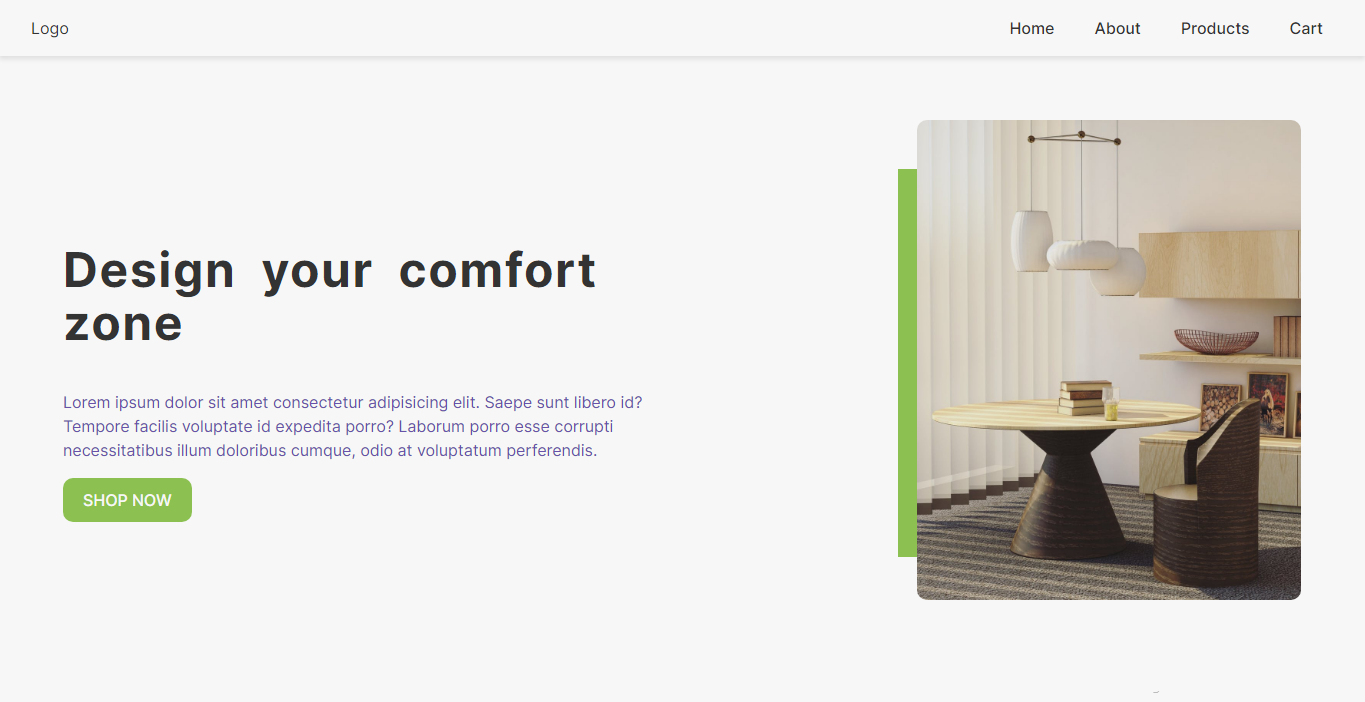 Logo
Home About Products Cart
Design your comfort
zone
Lorem ipsum dolor sit amet consectetur adipisicing elit. Saepe sunt libero id?
Tempore facilis voluptate id expedita porro? Laborum porro esse corrupti
necessitatibus illum doloribus cumque, odio at voluptatum perferendis.
SHOP NOW